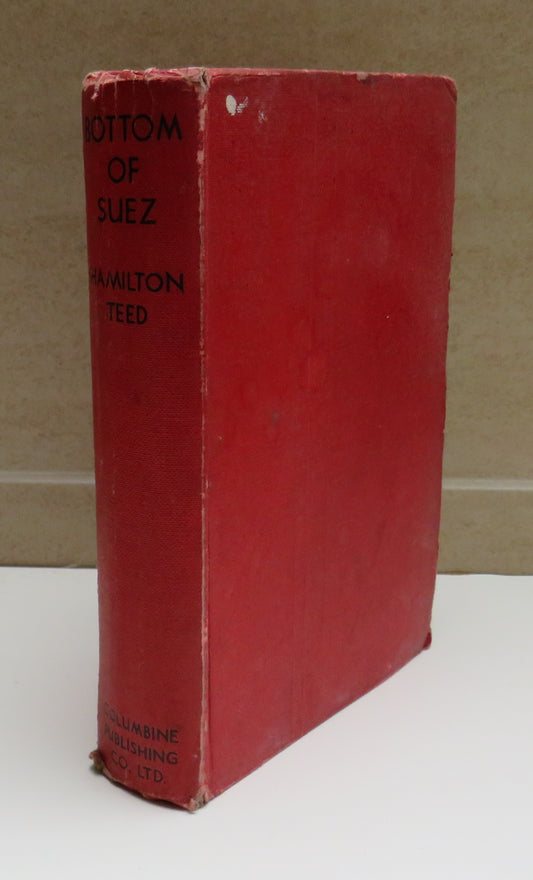 BOTTOM
OF
SUEZ
HAMILTON
TEED
COLUMBINE
PUBLISHING
CO. LTD.